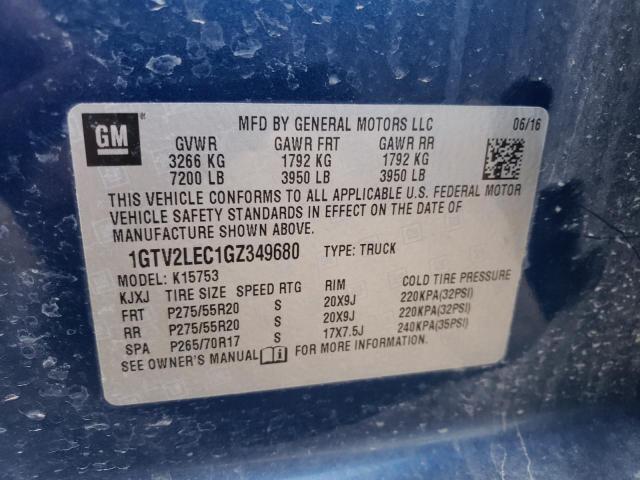 GM
MFD BY GENERAL MOTORS LLC 06/16
GVWR GAWR FRT GAWR RR
3266 KG 1792 KG 1792 KG
7200 LB 3950 LB 3950 LB
THIS VEHICLE CONFORMS TO ALL APPLICABLE U.S. FEDERAL MOTOR
VEHICLE SAFETY STANDARDS IN EFFECT ON THE DATE OF
MANUFACTURE SHOWN ABOVE.
1GTV2LEC1GZ349680 TYPE: TRUCK
MODEL: K15753
KJXJ TIRE SIZE SPEED RTG RIM COLD TIRE PRESSURE
FRT P275/55R20 S 20X9J 220KPA(32PSI)
RR P275/55R20 S 20X9J 220KPA(32PSI)
SPA P265/70R17 S 17X7.5J 240KPA(35PSI)
SEE OWNER'S MANUAL FOR MORE INFORMATION.